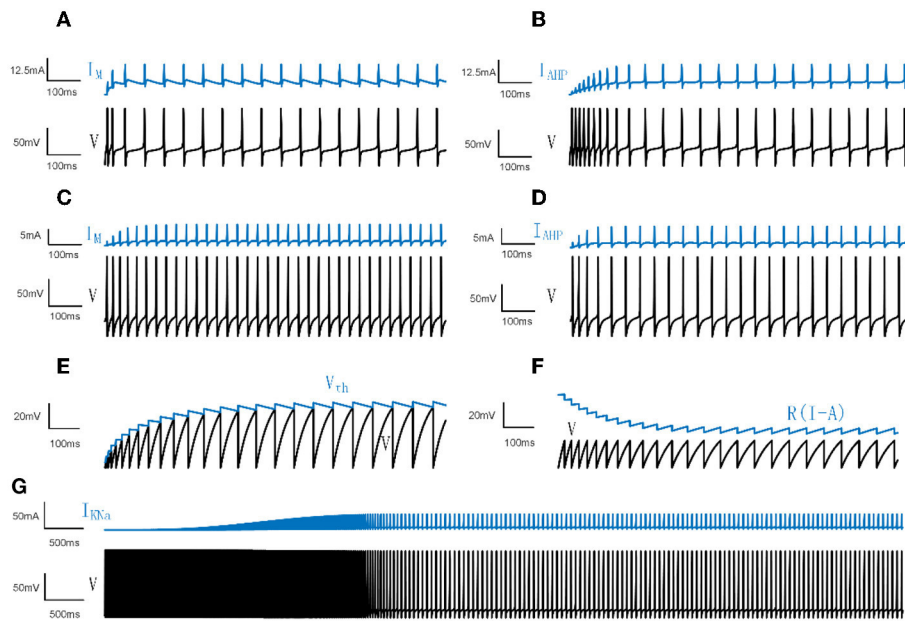 A
12.5mA
100ms
I_M
50mV
100ms
V
B
12.5mA
100ms
I_AHP
50mV
100ms
V
C
5mA
100ms
I_M
50mV
100ms
V
D
5mA
100ms
I_AHP
50mV
100ms
V
E
20mV
100ms
V_th
V
F
20mV
100ms
V
R(I-A)
G
50mA
500ms
I_KNa
50mV
500ms
V